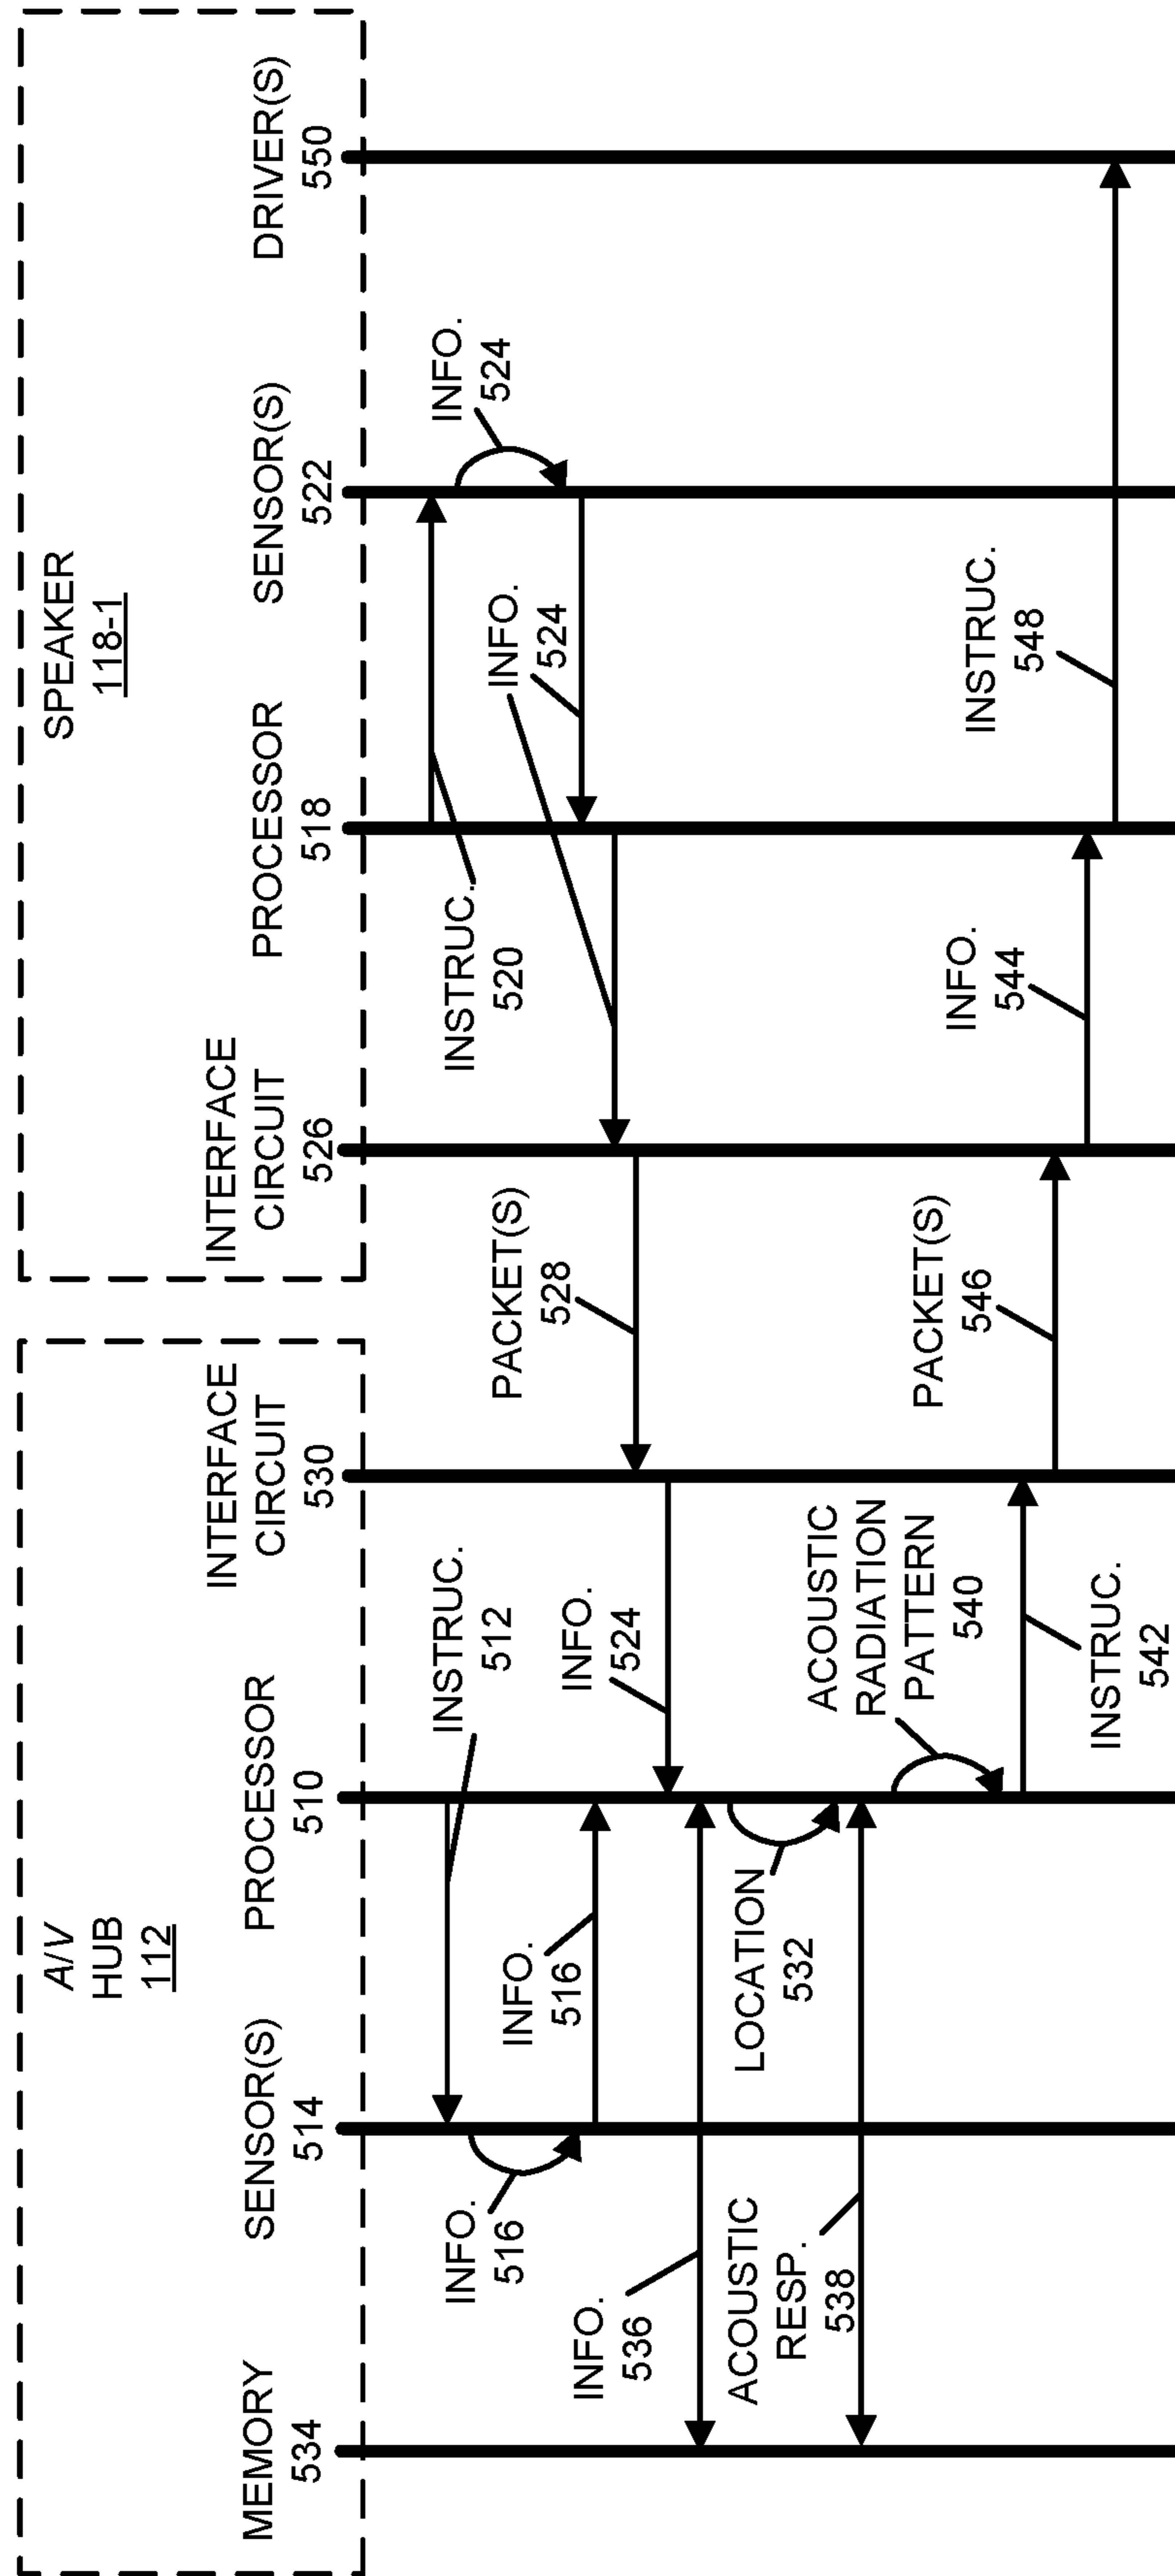 A/V
HUB
112
SPEAKER
118-1
MEMORY
534
SENSOR(S)
514
PROCESSOR
510
INTERFACE
CIRCUIT
530
INTERFACE
CIRCUIT
526
PROCESSOR
518
SENSOR(S)
522
DRIVER(S)
550
INSTRUC.
512
INFO.
516
INFO.
516
INSTRUC.
520
INFO.
524
INFO.
524
PACKET(S)
528
INFO.
524
INFO.
536
LOCATION
532
ACOUSTIC
RESP.
538
ACOUSTIC
RADIATION
PATTERN
540
INSTRUC.
542
PACKET(S)
546
INFO.
544
INSTRUC.
548